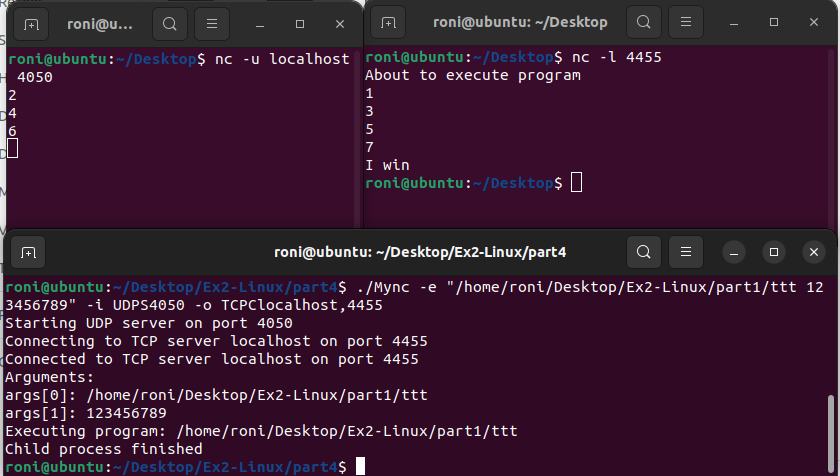 roni@u...
roni@ubuntu:~/Desktop$ nc -u localhost
4050
2
4
6
roni@ubuntu: ~/Desktop
roni@ubuntu:~/Desktop$ nc -l 4455
About to execute program
1
3
5
7
I win
roni@ubuntu:~/Desktop$
roni@ubuntu: ~/Desktop/Ex2-Linux/part4
roni@ubuntu:~/Desktop/Ex2-Linux/part4$ ./Mync -e "/home/roni/Desktop/Ex2-Linux/part1/ttt 12
3456789" -i UDPS4050 -o TCPClocalhost,4455
Starting UDP server on port 4050
Connecting to TCP server localhost on port 4455
Connected to TCP server localhost on port 4455
Arguments:
args[0]: /home/roni/Desktop/Ex2-Linux/part1/ttt
args[1]: 123456789
Executing program: /home/roni/Desktop/Ex2-Linux/part1/ttt
Child process finished
roni@ubuntu:~/Desktop/Ex2-Linux/part4$